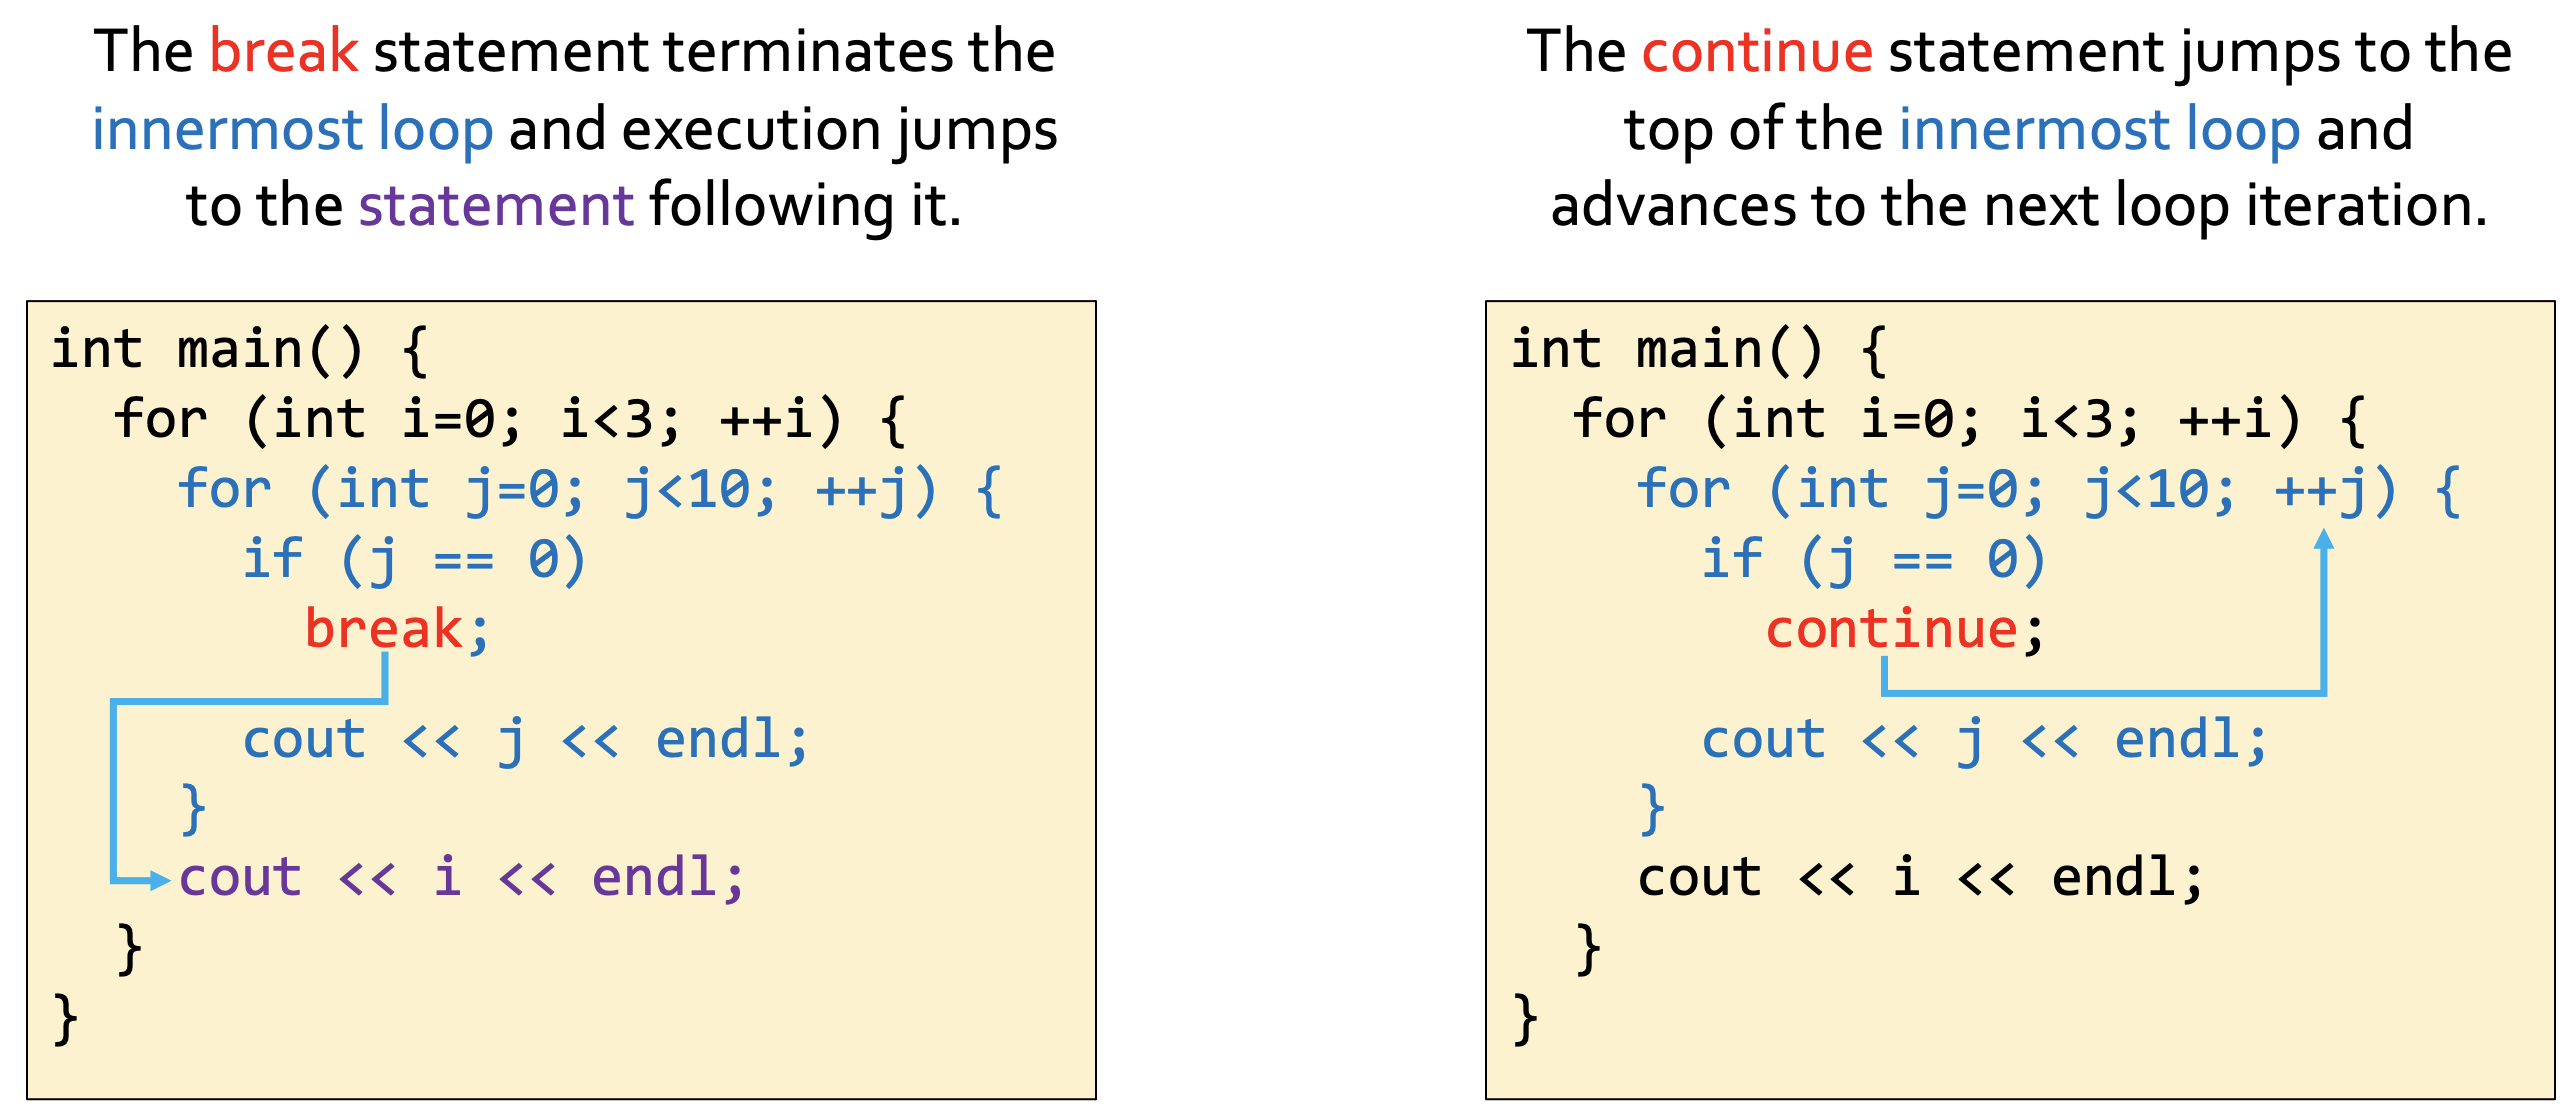 The break statement terminates the
innermost loop and execution jumps
to the statement following it.
int main() {
  for (int i=0; i<3; ++i) {
    for (int j=0; j<10; ++j) {
      if (j == 0)
        break;
      cout << j << endl;
    }
    cout << i << endl;
  }
}
The continue statement jumps to the
top of the innermost loop and
advances to the next loop iteration.
int main() {
  for (int i=0; i<3; ++i) {
    for (int j=0; j<10; ++j) {
      if (j == 0)
        continue;
      cout << j << endl;
    }
    cout << i << endl;
  }
}